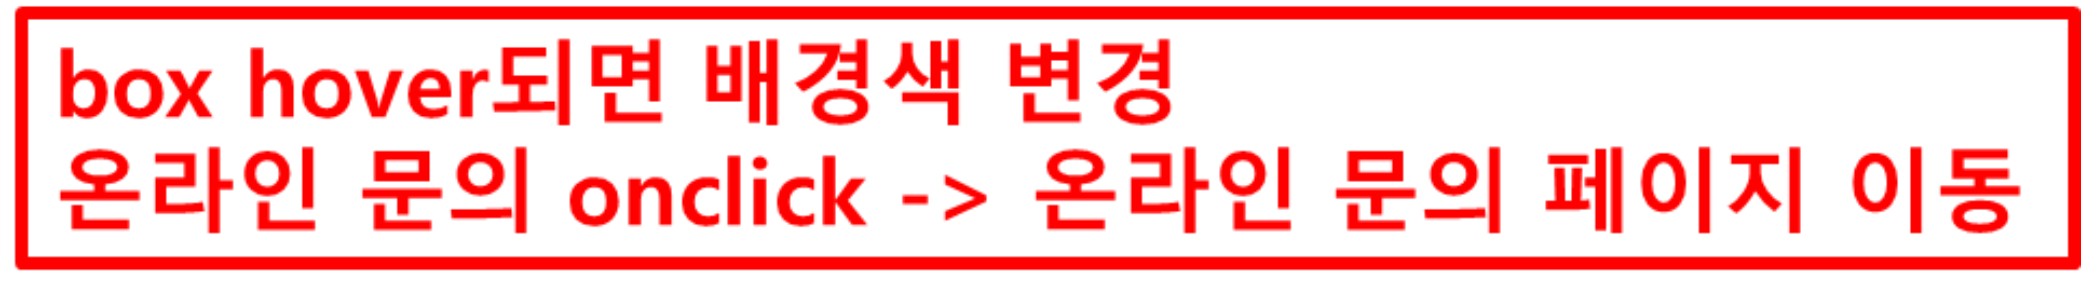 box hover되면 배경색 변경
온라인 문의 onclick -> 온라인 문의 페이지 이동